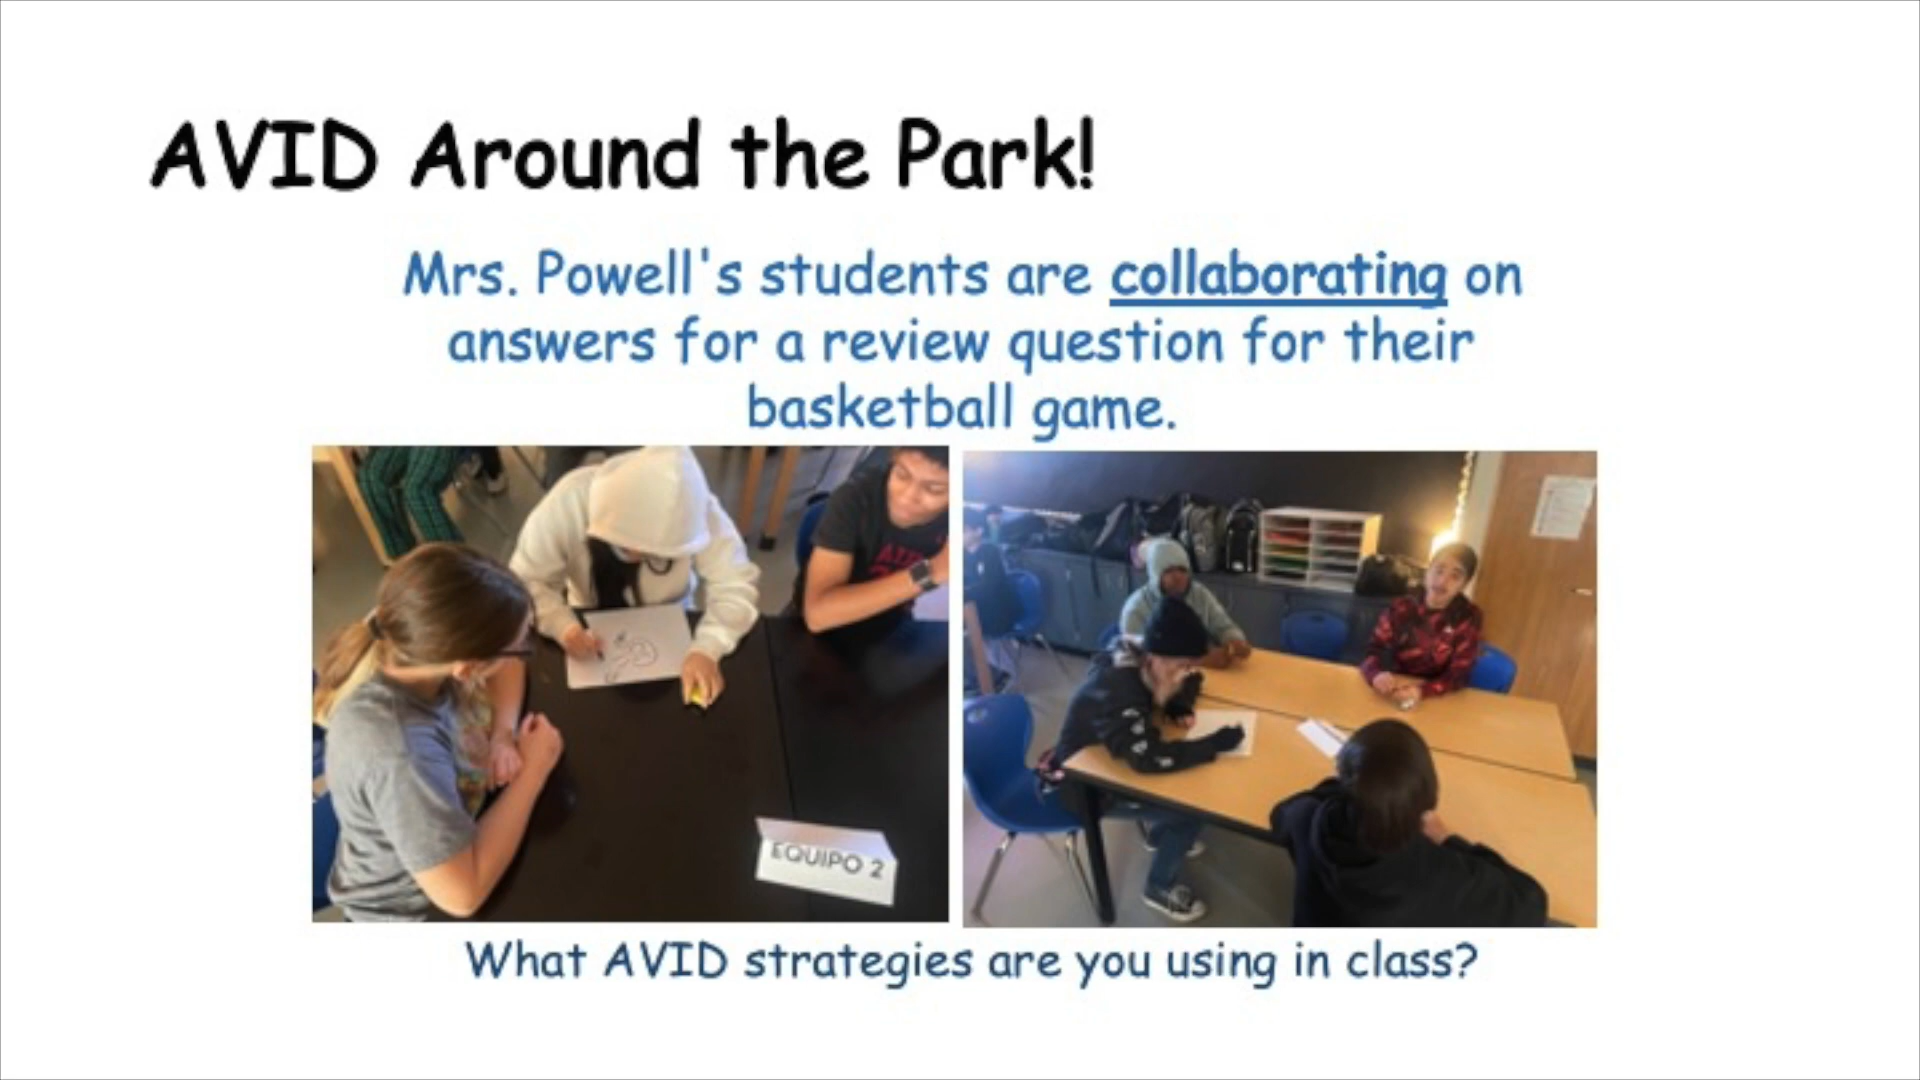 AVID Around the Park!
Mrs. Powell's students are collaborating on
answers for a review question for their
basketball game.
EQUIPO 2
What AVID strategies are you using in class?